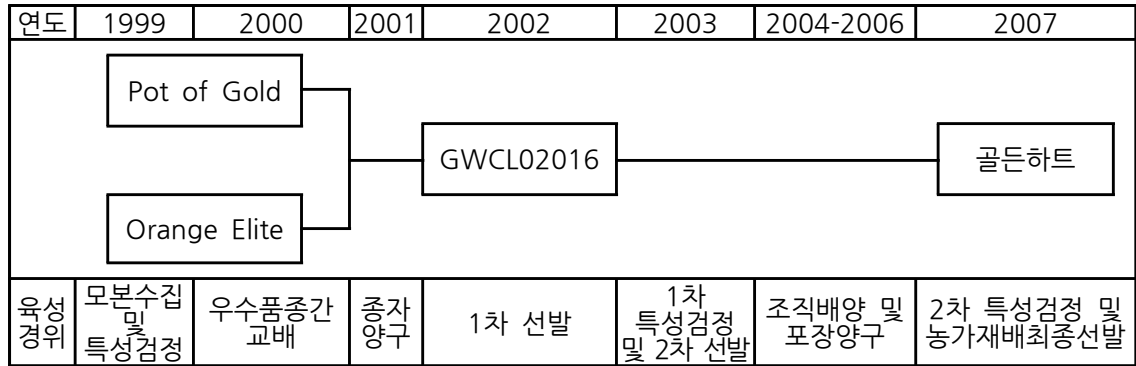 연도 1999 2000 2001 2002 2003 2004-2006 2007
Pot of Gold
GWCL02016
골든하트
Orange Elite
육성
경위
모본수집
및
특성검정
우수품종간
교배
종자
양구
1차 선발
1차
특성검정
및 2차 선발
조직배양 및
포장양구
2차 특성검정 및
농가재배최종선발